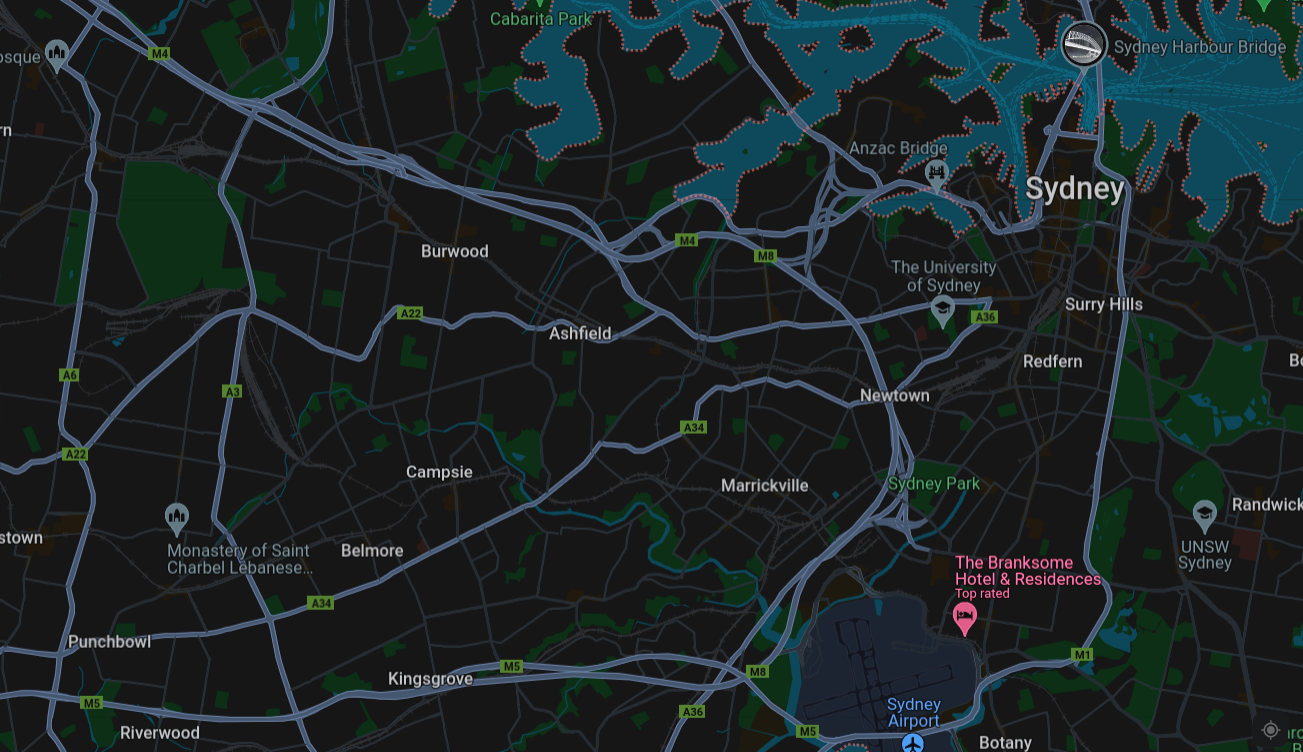 Cabarita Park
Sydney Harbour Bridge
M4
osque
rn
Anzac Bridge
Sydney
Burwood
M4
M8
The University
of Sydney
Surry Hills
A22
A36
Ashfield
Redfern
Be
A6
A3
Newtown
A34
A22
Campsie
Marrickville
Sydney Park
Randwick
stown
Monastery of Saint
Charbel Lebanese...
Belmore
UNSW
Sydney
The Branksome
Hotel & Residences
Top rated
A34
Punchbowl
M1
Kingsgrove
M5
M8
M5
A36
Sydney
Airport
Riverwood
M5
Botany